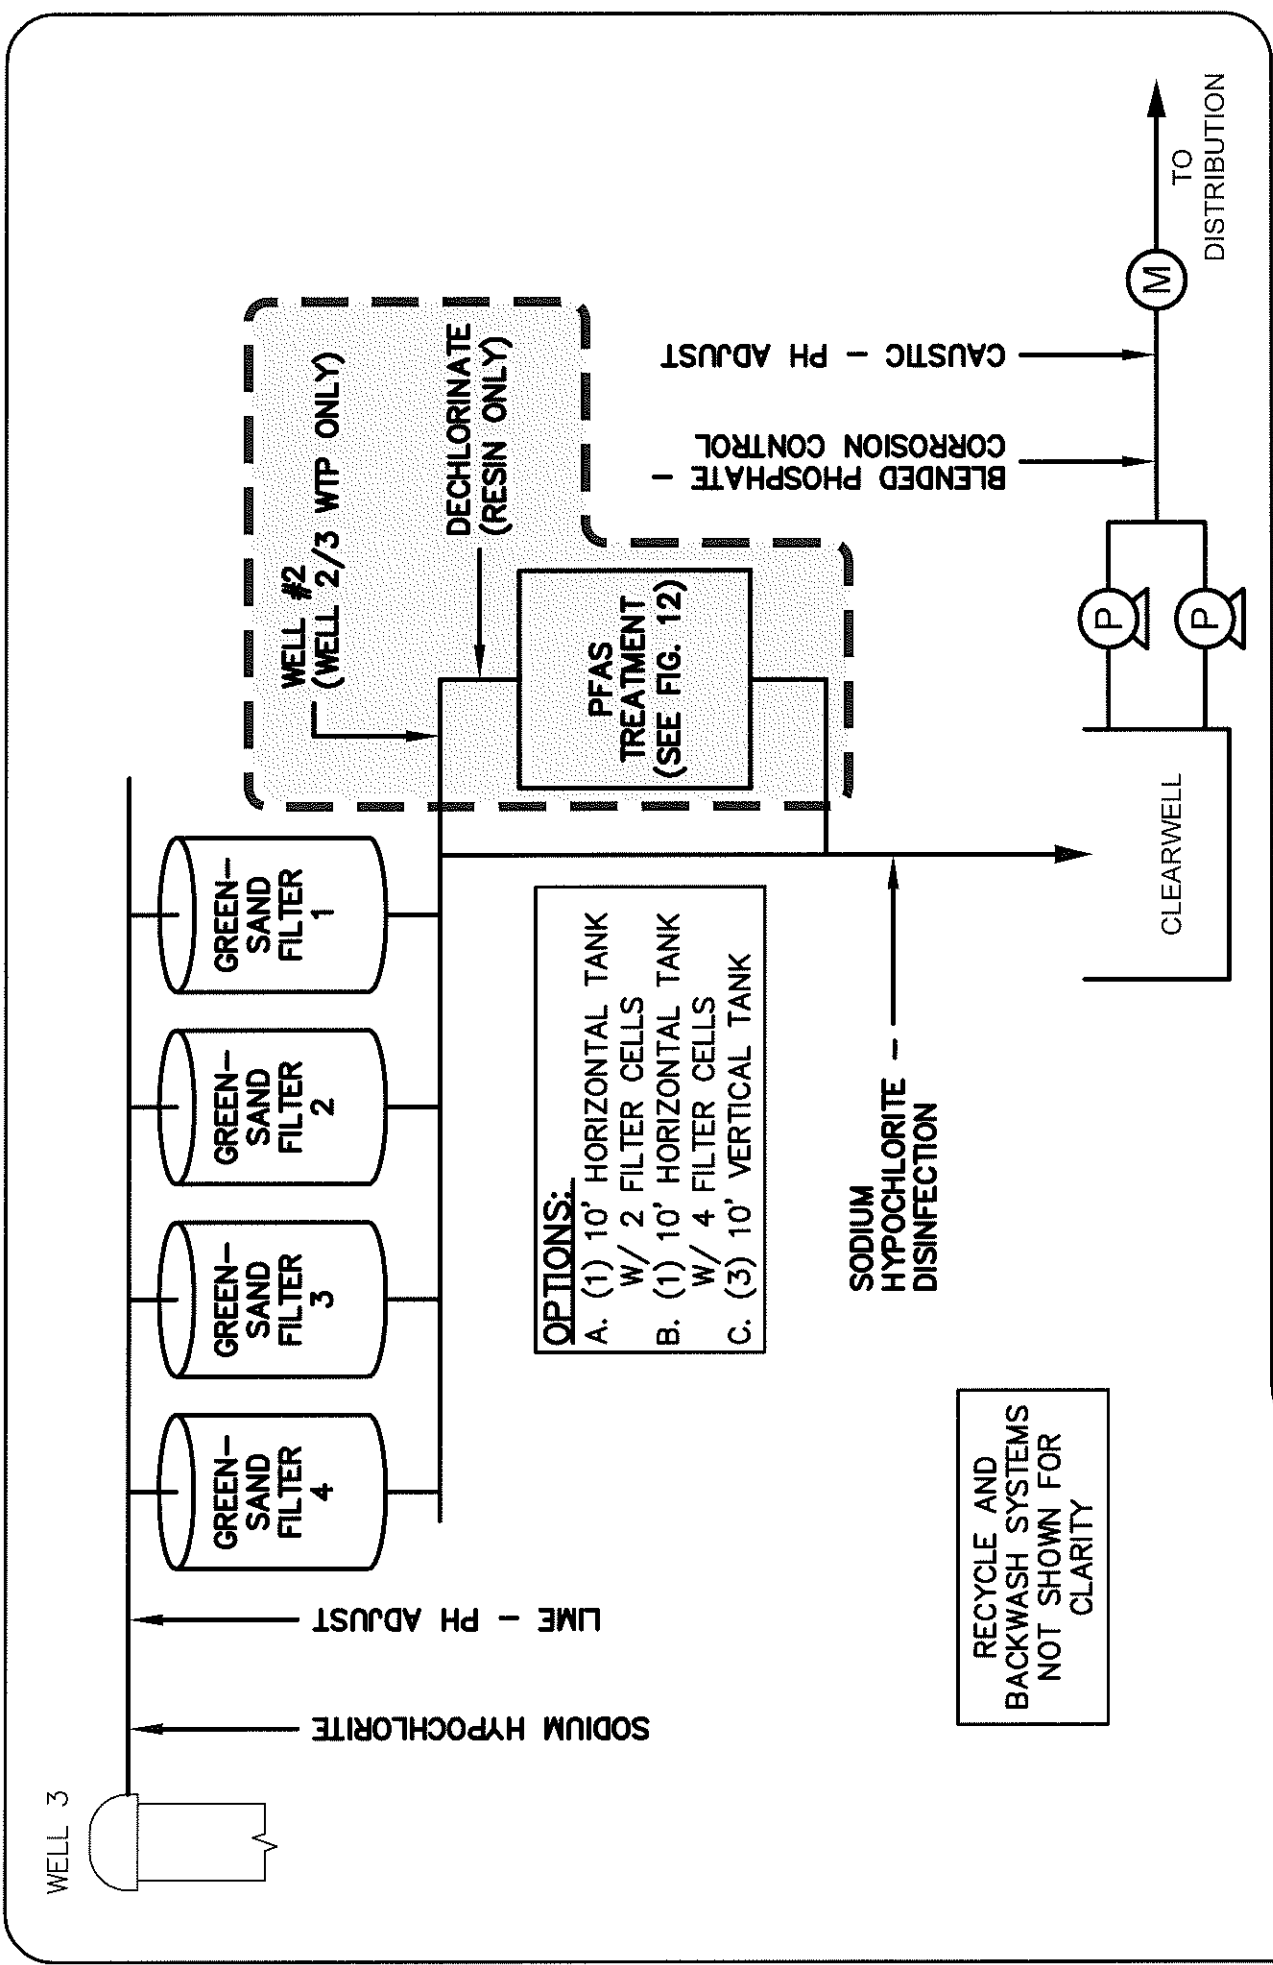 WELL 3
SODIUM HYPOCHLORITE
LIME - PH ADJUST
GREEN-
SAND
FILTER
4
GREEN-
SAND
FILTER
3
GREEN-
SAND
FILTER
2
GREEN-
SAND
FILTER
1
WELL #2
(WELL 2/3 WTP ONLY)
DECHLORINATE
(RESIN ONLY)
PFAS
TREATMENT
(SEE FIG. 12)
OPTIONS:
A. (1) 10' HORIZONTAL TANK
W/ 2 FILTER CELLS
B. (1) 10' HORIZONTAL TANK
W/ 4 FILTER CELLS
C. (3) 10' VERTICAL TANK
SODIUM
HYPOCHLORITE -
DISINFECTION
RECYCLE AND
BACKWASH SYSTEMS
NOT SHOWN FOR
CLARITY
CLEARWELL
P
P
BLENDED PHOSPHATE -
CORROSION CONTROL
CAUSTIC - PH ADJUST
M
TO
DISTRIBUTION